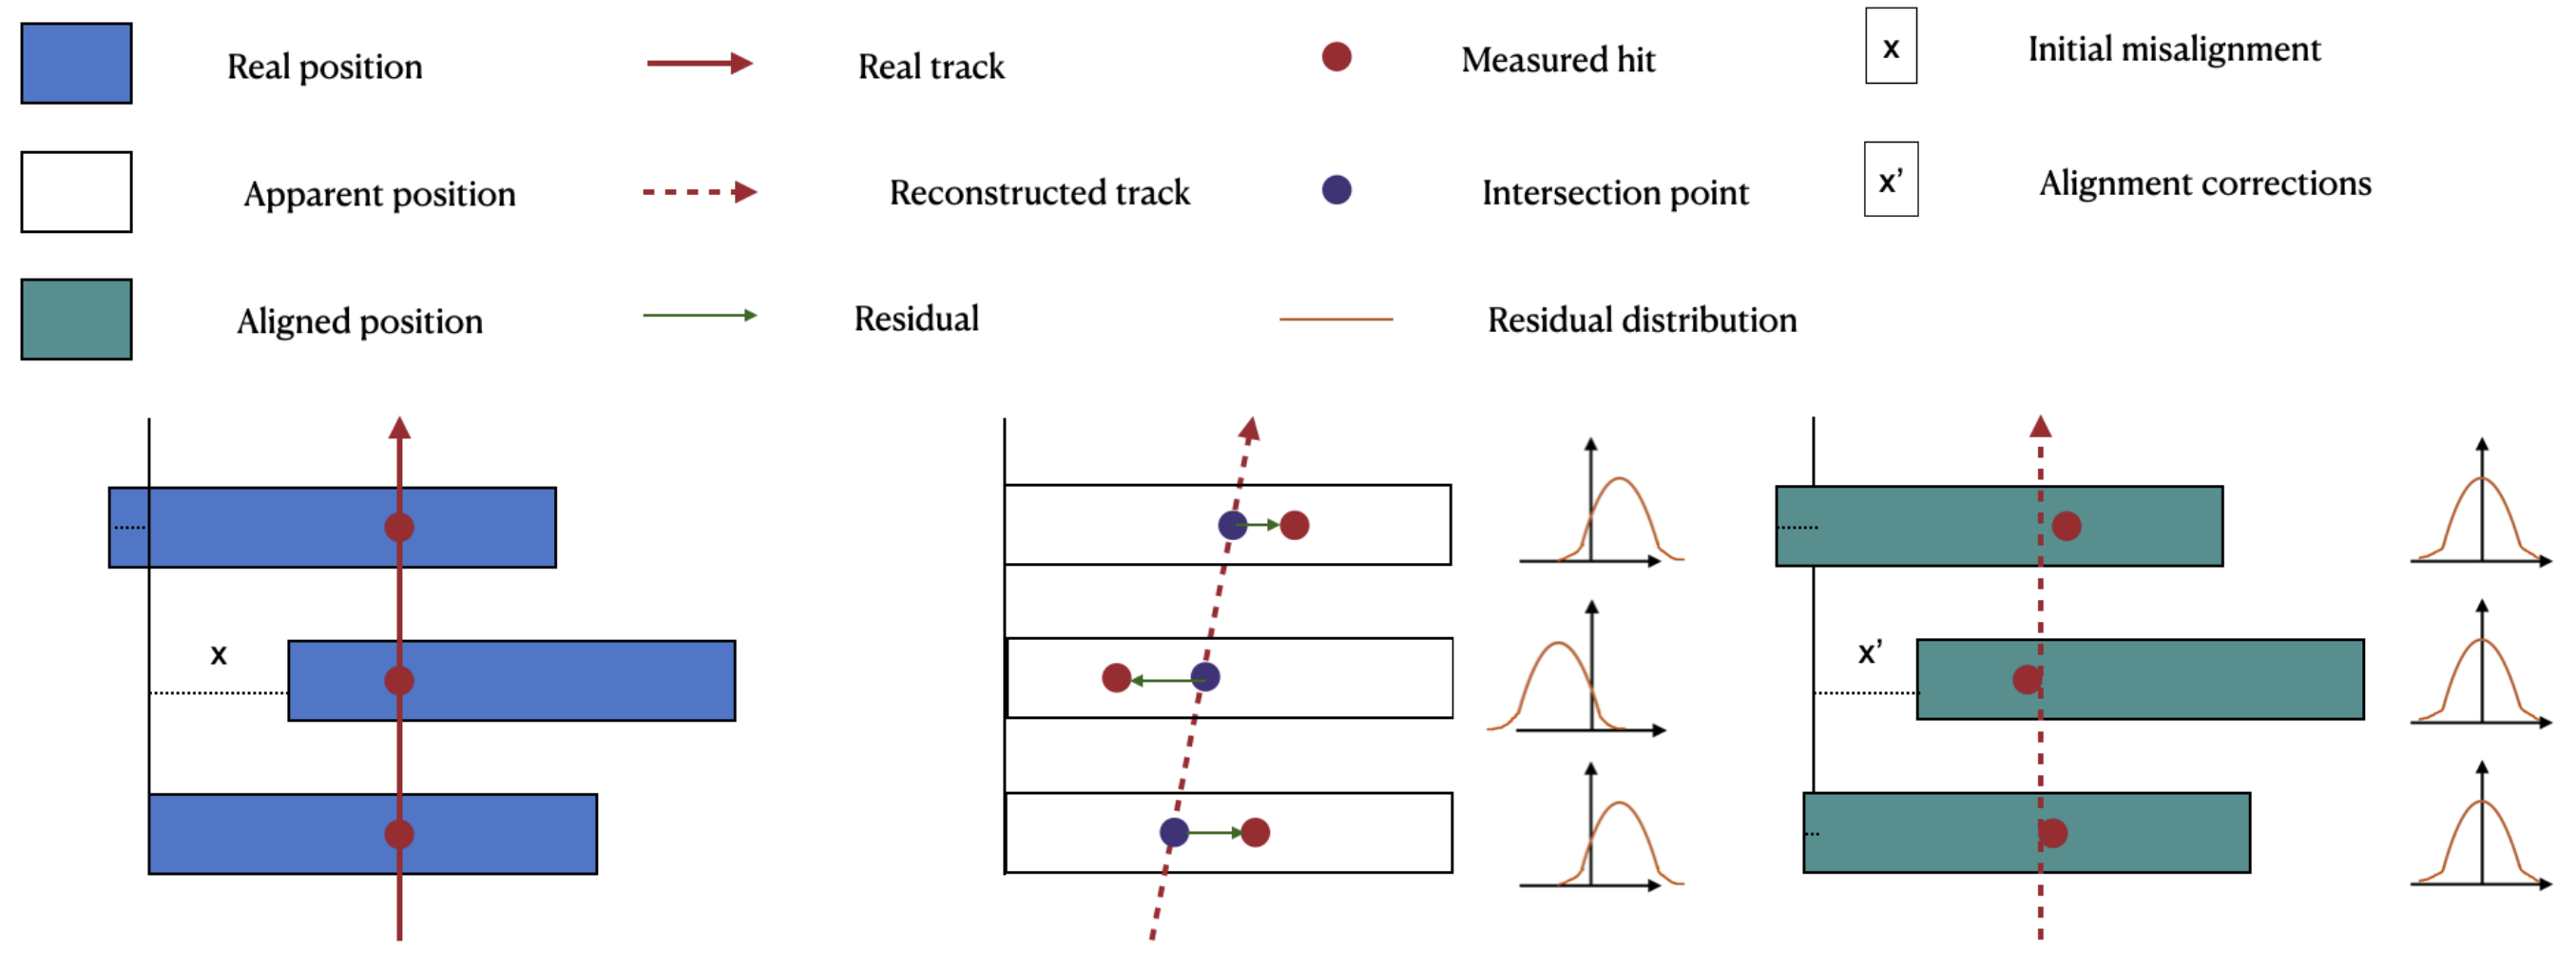 Real position
Real track
Measured hit
x
Initial misalignment
Apparent position
Reconstructed track
Intersection point
x’
Alignment corrections
Aligned position
Residual
Residual distribution
x
x’